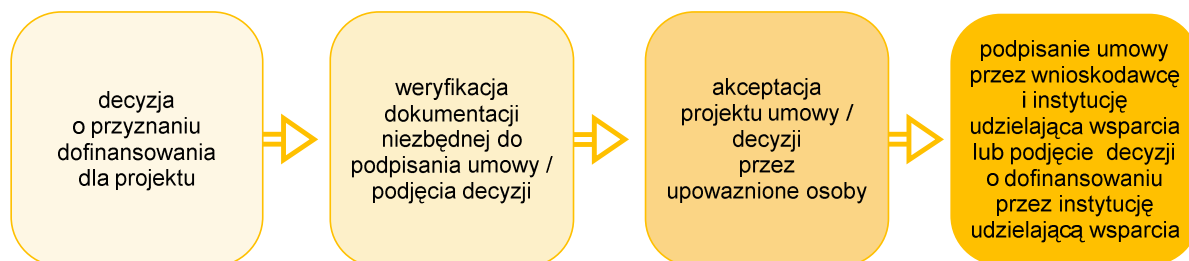 decyzja
o przyznaniu
dofinansowania
dla projektu
weryfikacja
dokumentacji
niezbędnej do
podpisania umowy /
podjęcia decyzji
akceptacja
projektu umowy /
decyzji
przez
upowaznione osoby
podpisanie umowy
przez wnioskodawcę
i instytucję
udzielająca wsparcia
lub podjęcie decyzji
o dofinansowaniu
przez instytucję
udzielającą wsparcia